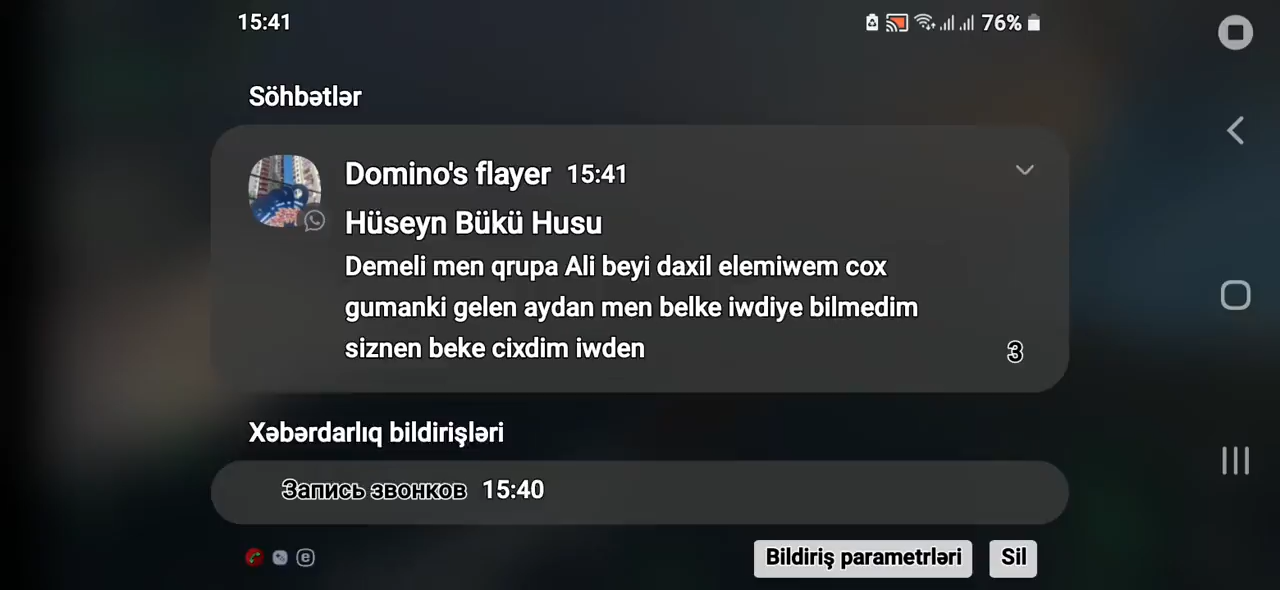 15:41
76%
Söhbətlər
Domino's flayer 15:41
Hüseyn Bükü Husu
Demeli men qrupa Ali beyi daxil elemiwem cox
gumanki gelen aydan men belke iwdiye bilmedim
siznen beke cixdim iwden
3
Xəbərdarlıq bildirişləri
Запись звонков 15:40
Bildiriş parametrləri
Sil